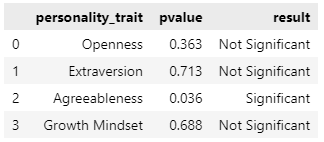 personality_trait pvalue result
0 Openness 0.363 Not Significant
1 Extraversion 0.713 Not Significant
2 Agreeableness 0.036 Significant
3 Growth Mindset 0.688 Not Significant